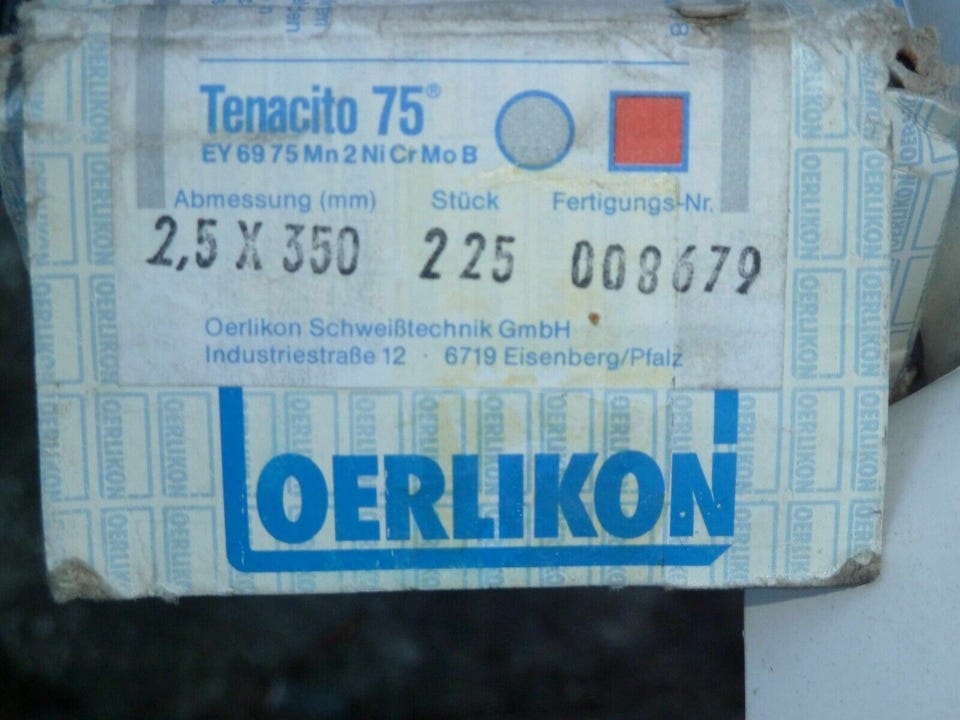 Tenacito 75®
EY 69 75 Mn 2 Ni Cr Mo B
Abmessung (mm) Stück Fertigungs-Nr.
2,5 X 350 225 008679
Oerlikon Schweißtechnik GmbH
Industriestraße 12 · 6719 Eisenberg/Pfalz
OERLIKON